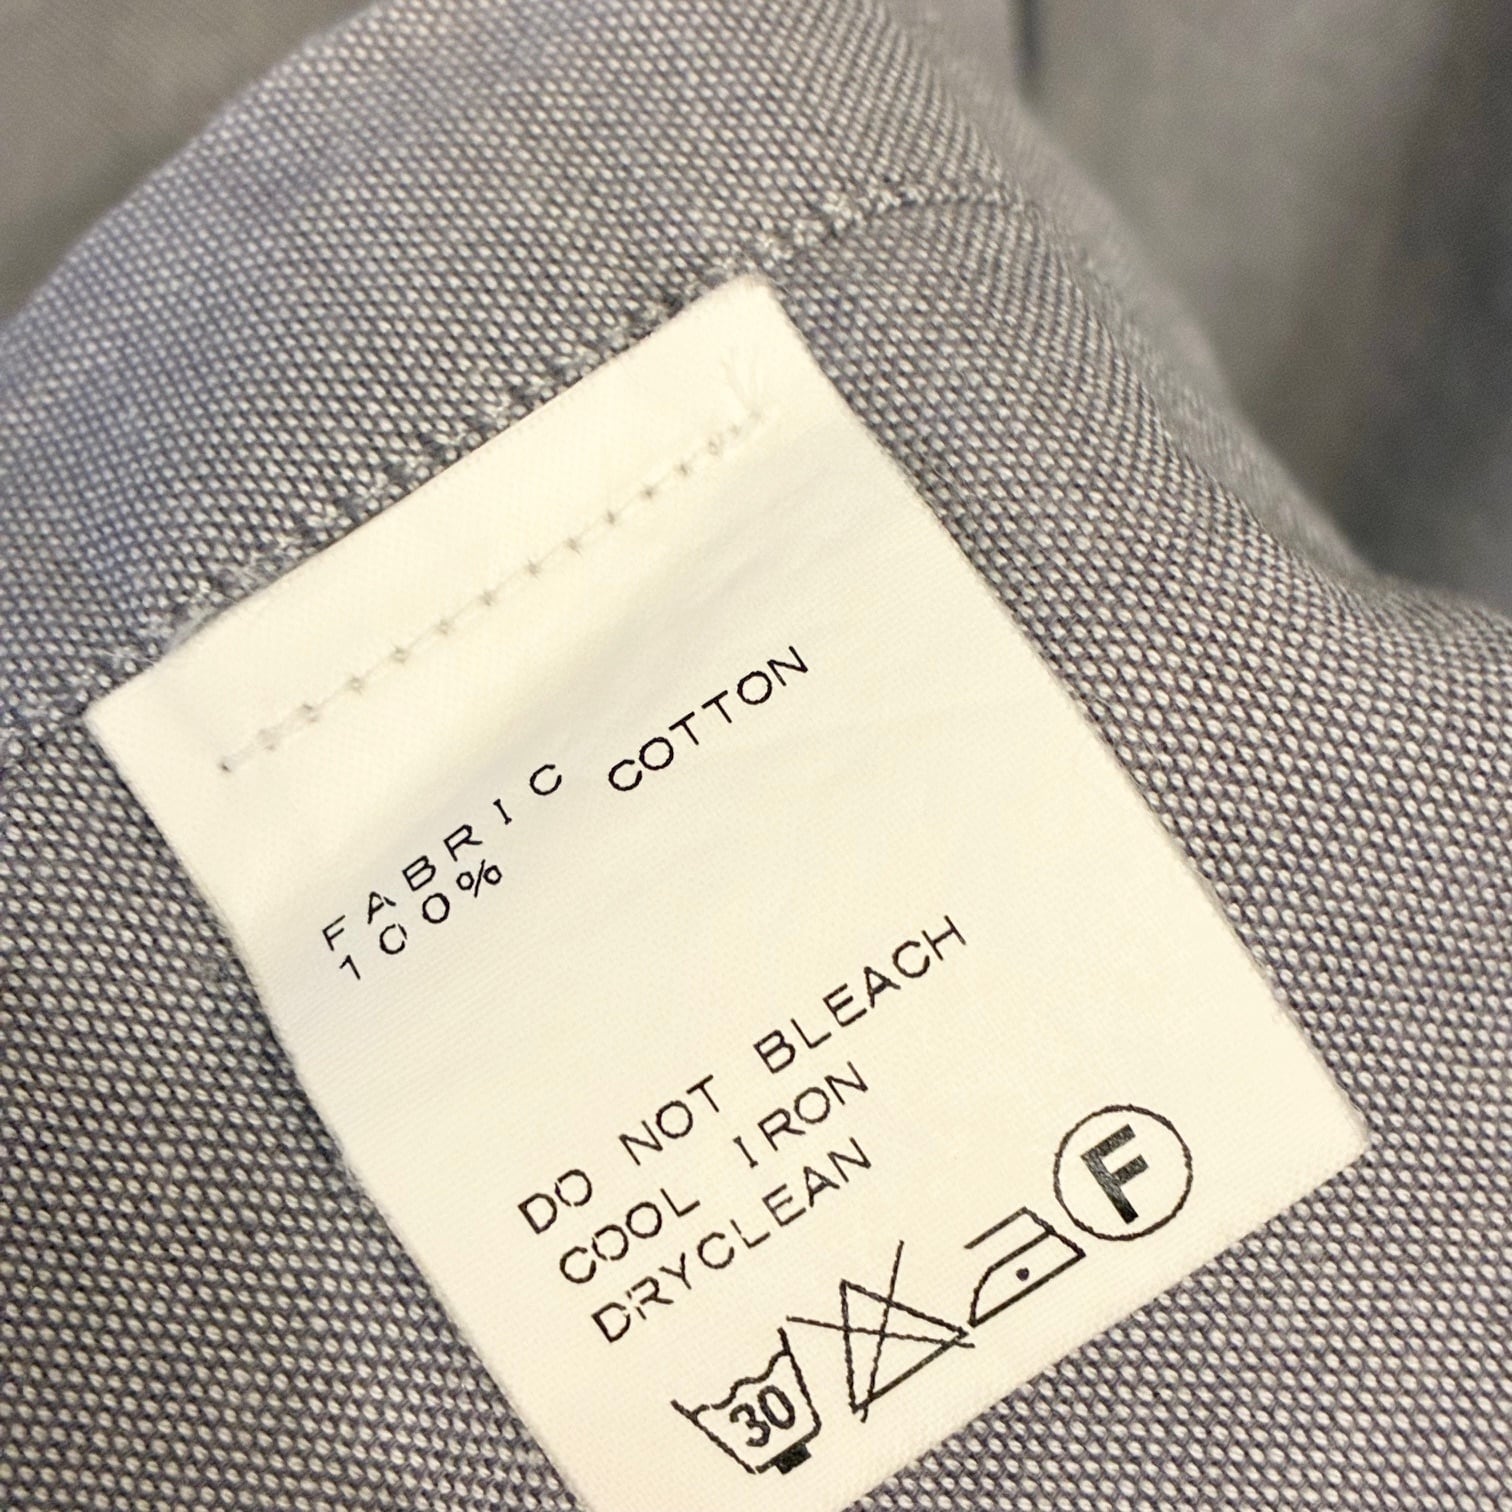 FABRIC
100% COTTON
DO NOT BLEACH
COOL IRON
DRYCLEAN
30
F